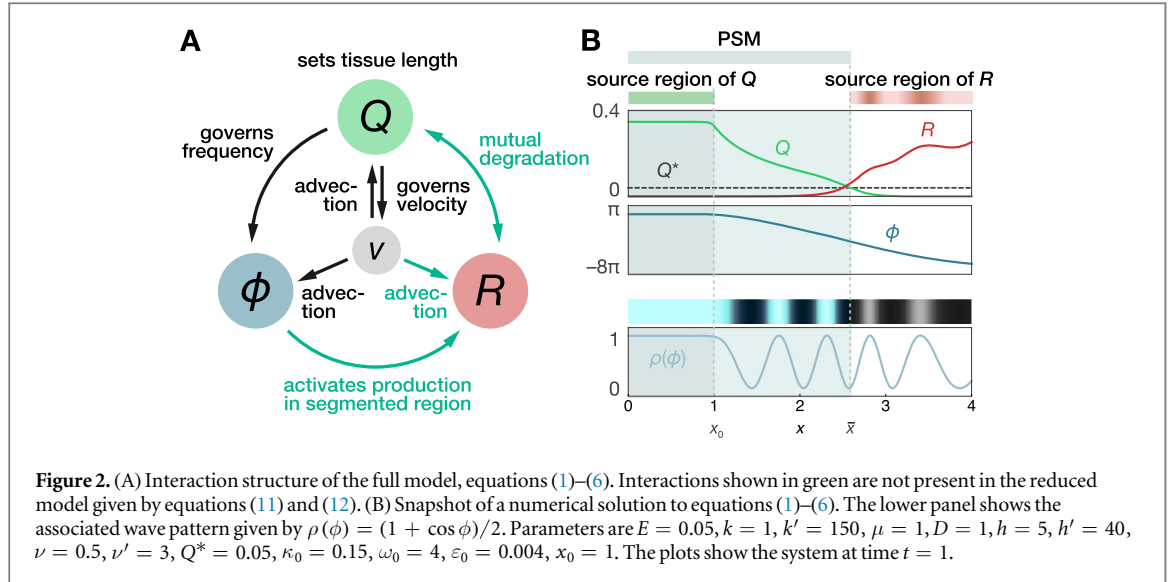 A
sets tissue length
Q
governs
frequency
mutual
degradation
advec-
tion
governs
velocity
v
ϕ
advec-
tion
advec-
tion
R
activates production
in segmented region
B
PSM
source region of Q
source region of R
0.4
Q
R
Q*
0
π
ϕ
−8π
1
ρ(ϕ)
0
0 1 2 3 4
x₀ x x̄
Figure 2. (A) Interaction structure of the full model, equations (1)–(6). Interactions shown in green are not present in the reduced
model given by equations (11) and (12). (B) Snapshot of a numerical solution to equations (1)–(6). The lower panel shows the
associated wave pattern given by ρ (ϕ) = (1 + cos ϕ)/2. Parameters are E = 0.05, k = 1, k′ = 150, μ = 1, D = 1, h = 5, h′ = 40,
ν = 0.5, ν′ = 3, Q* = 0.05, κ₀ = 0.15, ω₀ = 4, ε₀ = 0.004, x₀ = 1. The plots show the system at time t = 1.